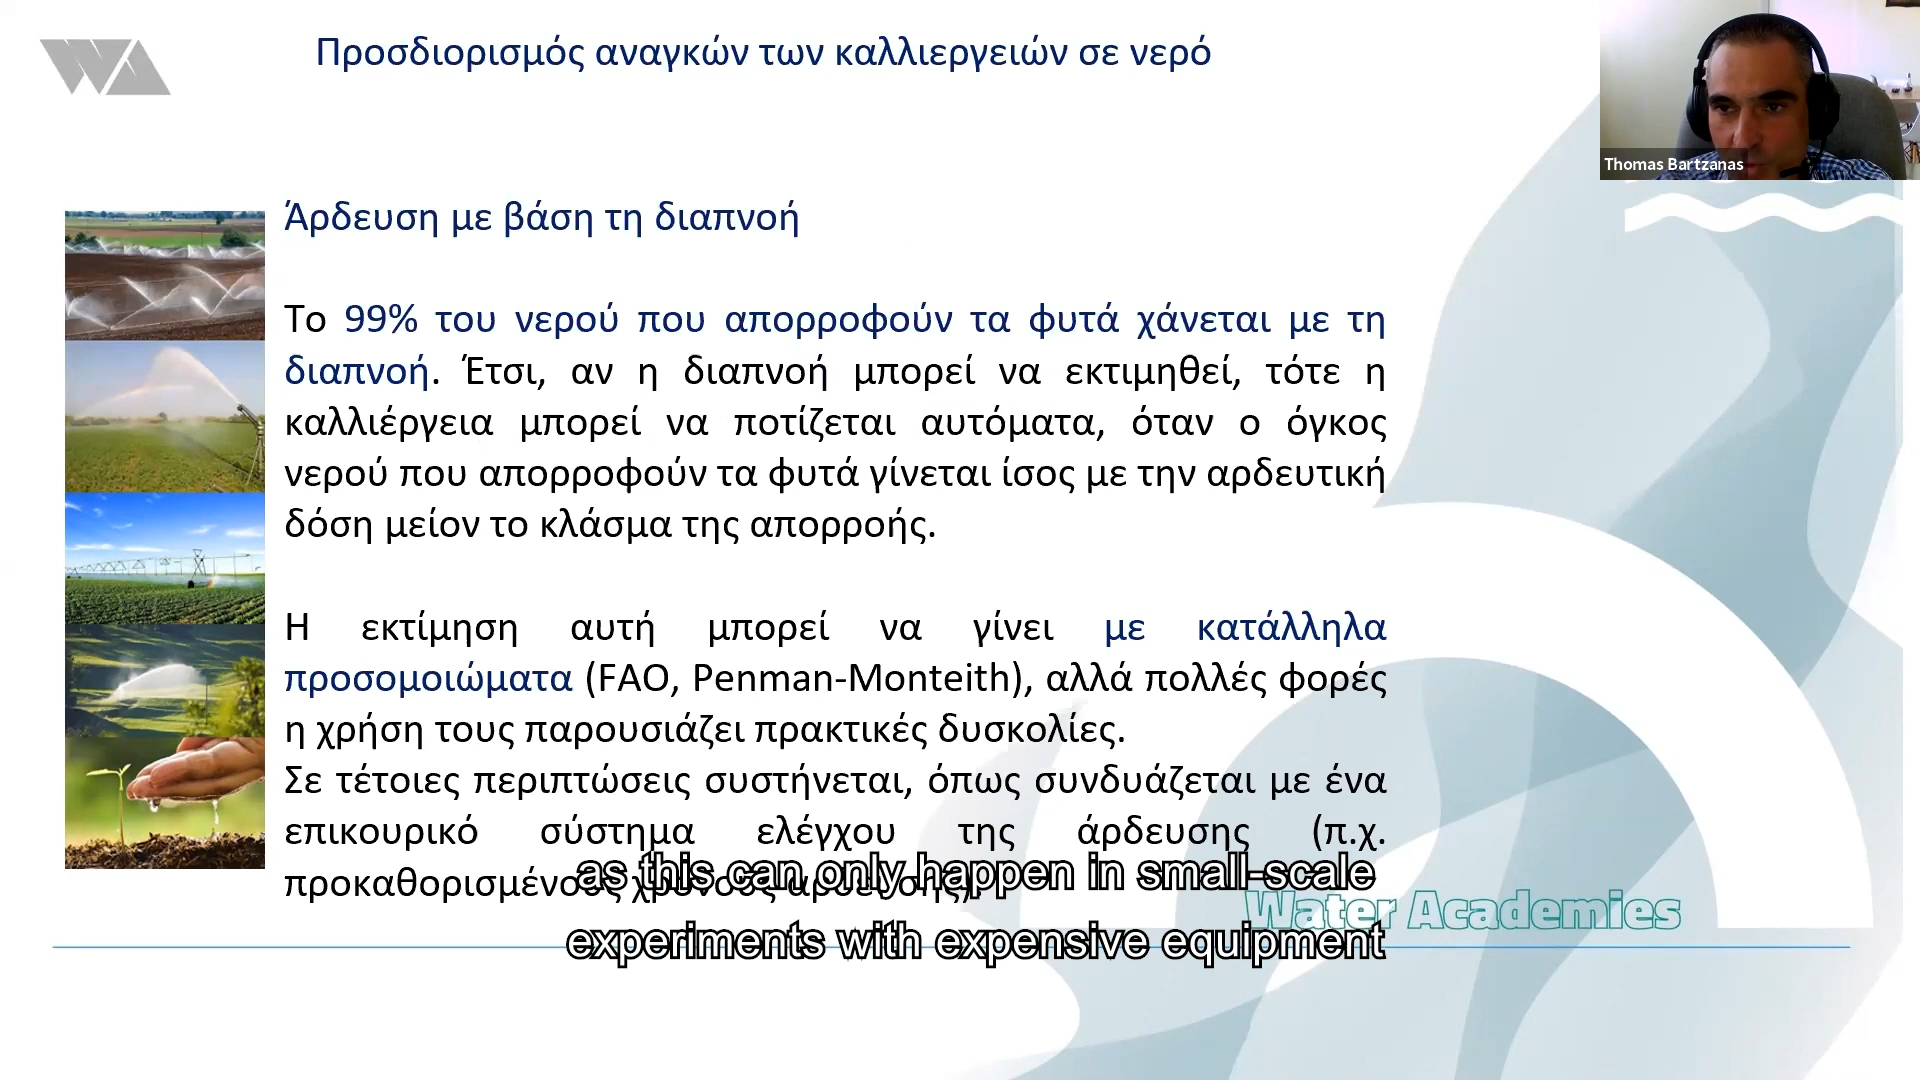 WA
Προσδιορισμός αναγκών των καλλιεργειών σε νερό
Thomas Bartzanas
Άρδευση με βάση τη διαπνοή
Το 99% του νερού που απορροφούν τα φυτά χάνεται με τη
διαπνοή. Έτσι, αν η διαπνοή μπορεί να εκτιμηθεί, τότε η
καλλιέργεια μπορεί να ποτίζεται αυτόματα, όταν ο όγκος
νερού που απορροφούν τα φυτά γίνεται ίσος με την αρδευτική
δόση μείον το κλάσμα της απορροής.
Η εκτίμηση αυτή μπορεί να γίνει με κατάλληλα
προσομοιώματα (FAO, Penman-Monteith), αλλά πολλές φορές
η χρήση τους παρουσιάζει πρακτικές δυσκολίες.
Σε τέτοιες περιπτώσεις συστήνεται, όπως συνδυάζεται με ένα
επικουρικό σύστημα ελέγχου της άρδευσης (π.χ.
προκαθορισμένους χρόνους άρδευσης)
as this can only happen in small-scale
experiments with expensive equipment
Water Academies